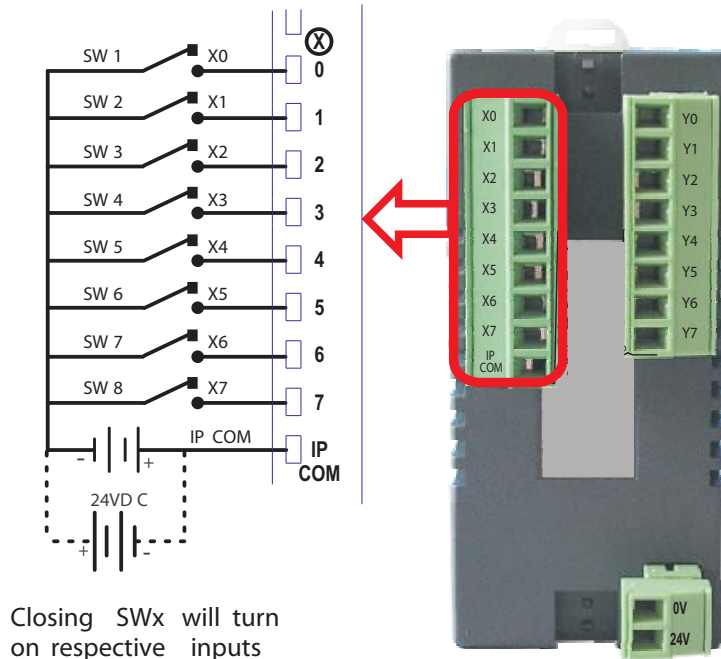 X
SW 1 X0 0
SW 2 X1 1
SW 3 X2 2
SW 4 X3 3
SW 5 X4 4
SW 6 X5 5
SW 7 X6 6
SW 8 X7 7
IP COM IP
COM
- +
24VD C
+ -
Closing SWx will turn
on respective inputs
X0
X1
X2
X3
X4
X5
X6
X7
IP
COM
Y0
Y1
Y2
Y3
Y4
Y5
Y6
Y7
0V
24V